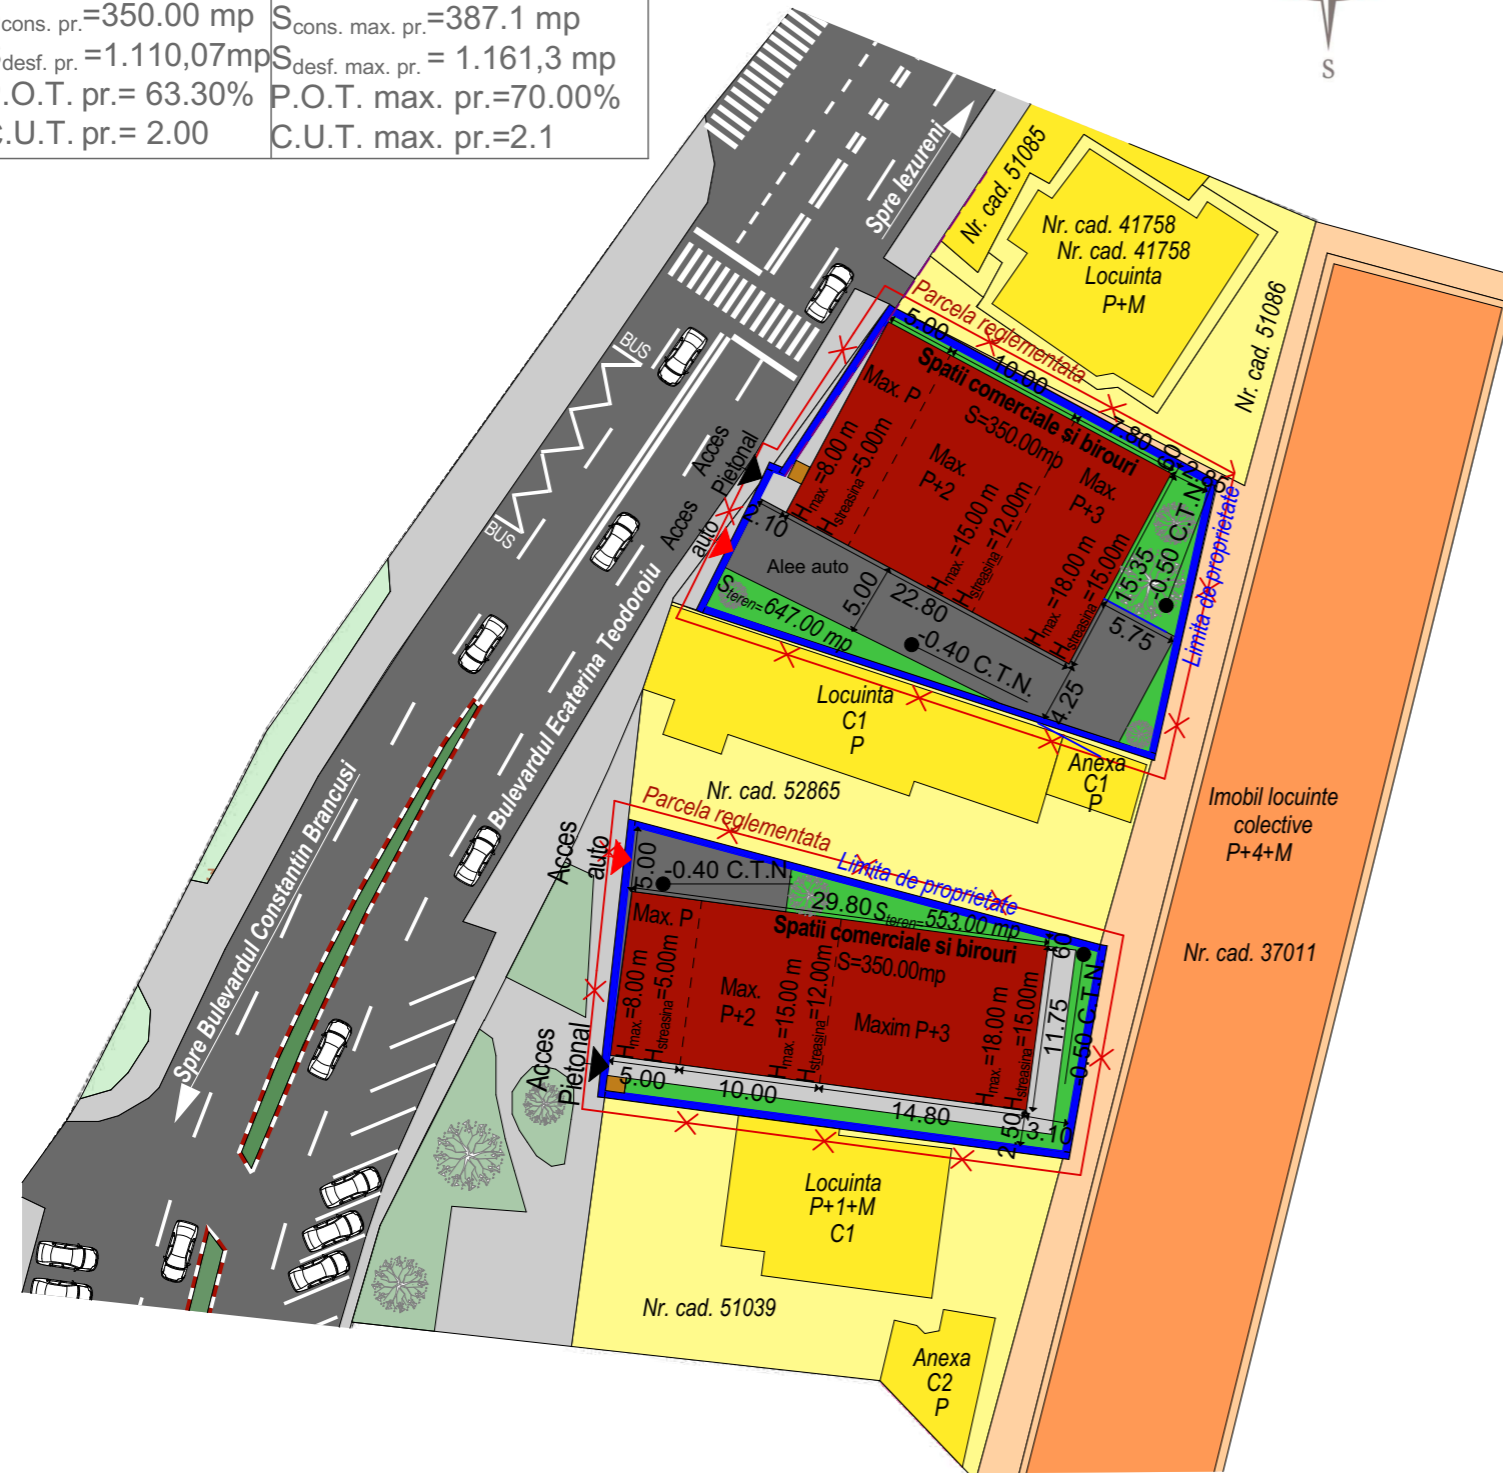 cons. pr.=350.00 mp
S cons. max. pr.=387.1 mp
desf. pr.=1.110,07mp
S desf. max. pr. = 1.161,3 mp
.O.T. pr.= 63.30%
P.O.T. max. pr.=70.00%
C.U.T. pr.= 2.00
C.U.T. max. pr.=2.1
S
Spre Iezureni
Nr. cad. 51085
Nr. cad. 41758
Nr. cad. 41758
Locuinta
P+M
Nr. cad. 51086
Parcela reglementata
5.00
10.00
7.80
2.85
BUS
BUS
Acces
Pietonal
Acces
auto
Max. P
Spatii comerciale si birouri
S=350.00mp
Max.
P+2
Max.
P+3
Hmax.=8.00 m
Hstreasina=5.00m
Hmax.=15.00 m
Hstreasina=12.00m
Hmax.=18.00 m
Hstreasina=15.00m
15.35
-0.50 C.T.N.
Limita de proprietate
Alee auto
5.00
22.80
5.75
Steren=647.00 mp
-0.40 C.T.N.
4.25
Locuinta
C1
P
Anexa
C1
P
Nr. cad. 52865
Bulevardul Ecaterina Teodoroiu
Spre Bulevardul Constantin Brancusi
Imobil locuinte
colective
P+4+M
Nr. cad. 37011
Parcela reglementata
Acces
auto
5.00
-0.40 C.T.N.
Limita de proprietate
29.80
Steren=553.00 mp
Max. P
Spatii comerciale si birouri
S=350.00mp
Max.
P+2
Maxim P+3
Hmax.=8.00 m
Hstreasina=5.00m
Hmax.=15.00 m
Hstreasina=12.00m
Hmax.=18.00 m
Hstreasina=15.00m
11.75
-0.50 C.T.N.
Acces
Pietonal
5.00
10.00
14.80
2.50
3.10
Locuinta
P+1+M
C1
Nr. cad. 51039
Anexa
C2
P